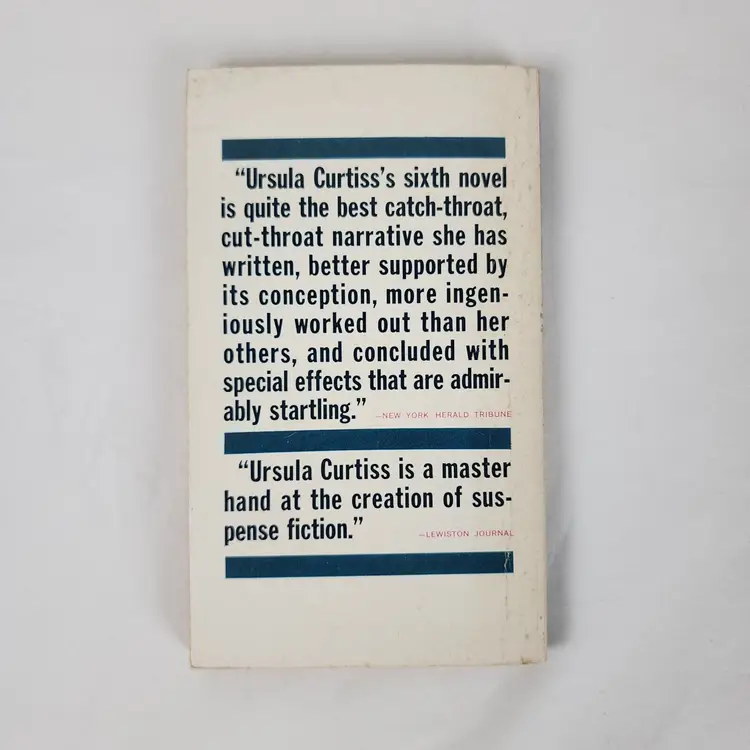 “Ursula Curtiss’s sixth novel
is quite the best catch-throat,
cut-throat narrative she has
written, better supported by
its conception, more ingen-
iously worked out than her
others, and concluded with
special effects that are admir-
ably startling.” —NEW YORK HERALD TRIBUNE
“Ursula Curtiss is a master
hand at the creation of sus-
pense fiction.” —LEWISTON JOURNAL